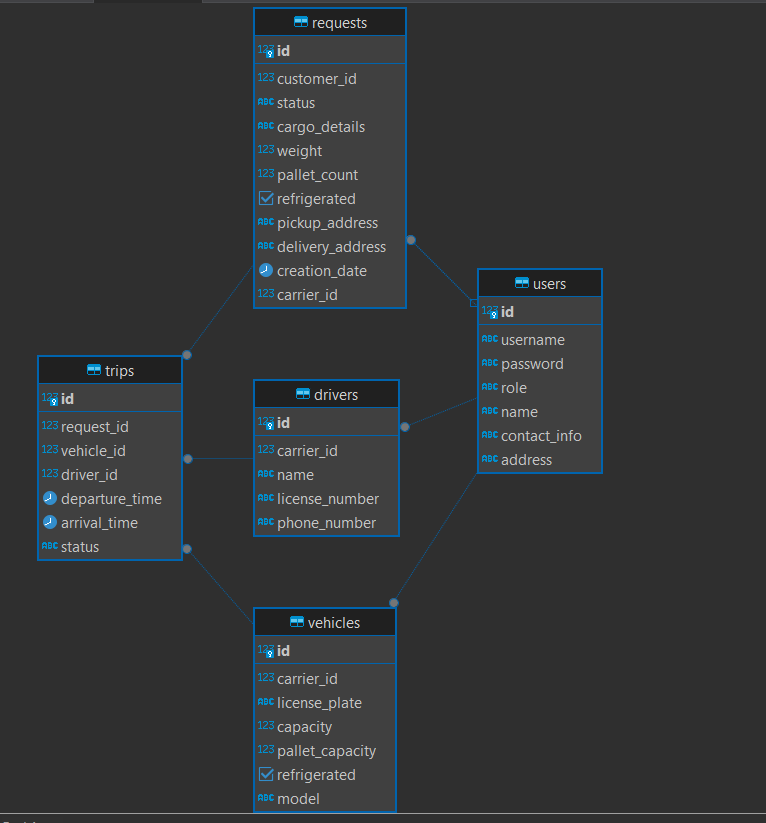 requests
123 id
123 customer_id
ABC status
ABC cargo_details
123 weight
123 pallet_count
refrigerated
ABC pickup_address
ABC delivery_address
creation_date
123 carrier_id
users
123 id
ABC username
ABC password
ABC role
ABC name
ABC contact_info
ABC address
trips
123 id
123 request_id
123 vehicle_id
123 driver_id
departure_time
arrival_time
ABC status
drivers
123 id
123 carrier_id
ABC name
ABC license_number
ABC phone_number
vehicles
123 id
123 carrier_id
ABC license_plate
123 capacity
123 pallet_capacity
refrigerated
ABC model